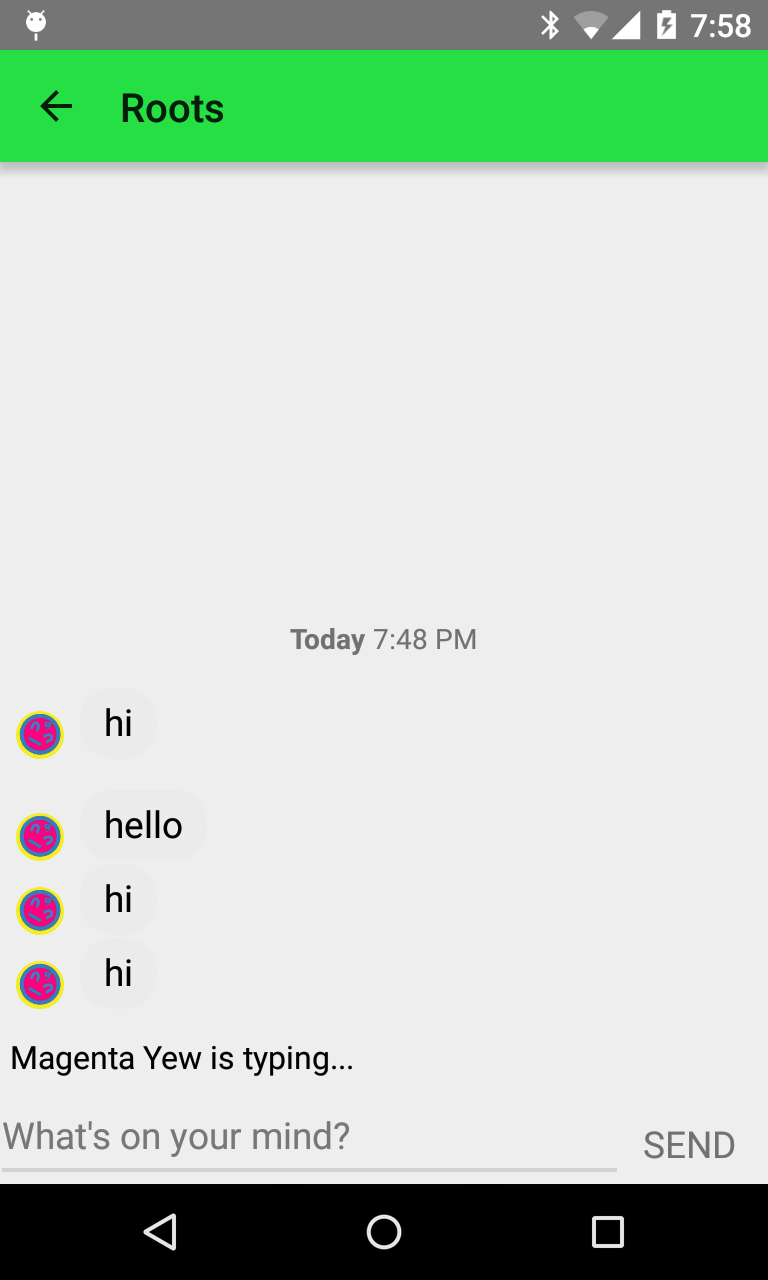 7:58
Roots
Today 7:48 PM
hi
hello
hi
hi
Magenta Yew is typing...
What's on your mind?
SEND